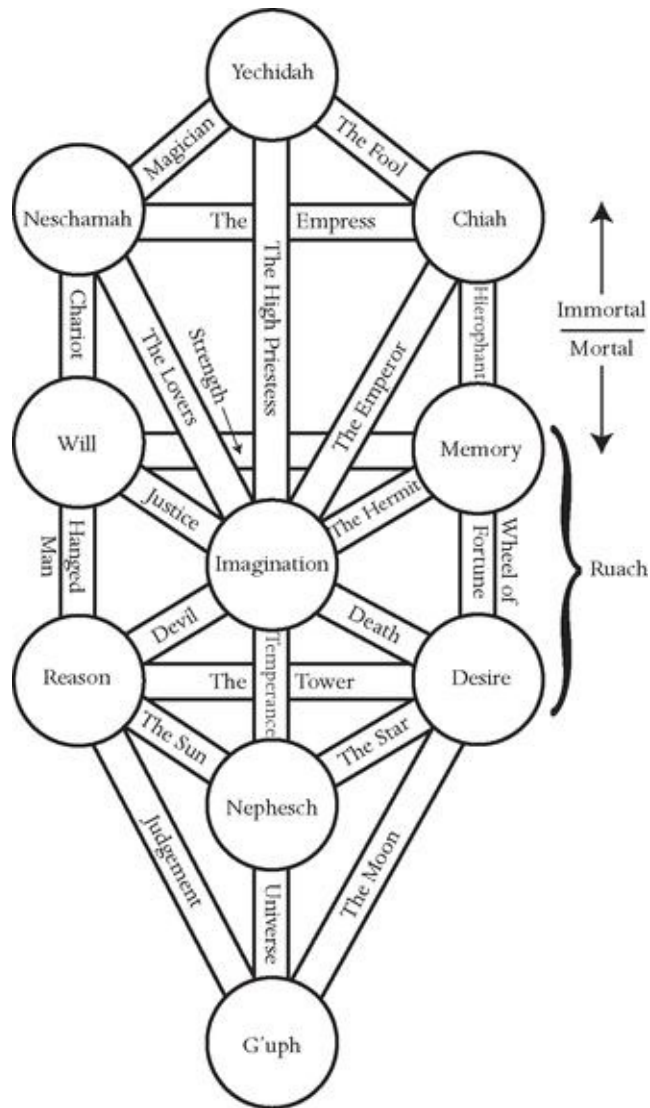 Yechidah
Magician
The Fool
Neschamah
The Empress
Chiah
Chariot
The Lovers
Strength
The High Priestess
The Emperor
Hierophant
Immortal
Mortal
Will
Memory
Justice
The Hermit
Hanged
Man
Imagination
Wheel of
Fortune
Ruach
Devil
Death
Reason
The Tower
Temperance
Desire
The Sun
The Star
Nephesch
Judgement
Universe
The Moon
G'uph